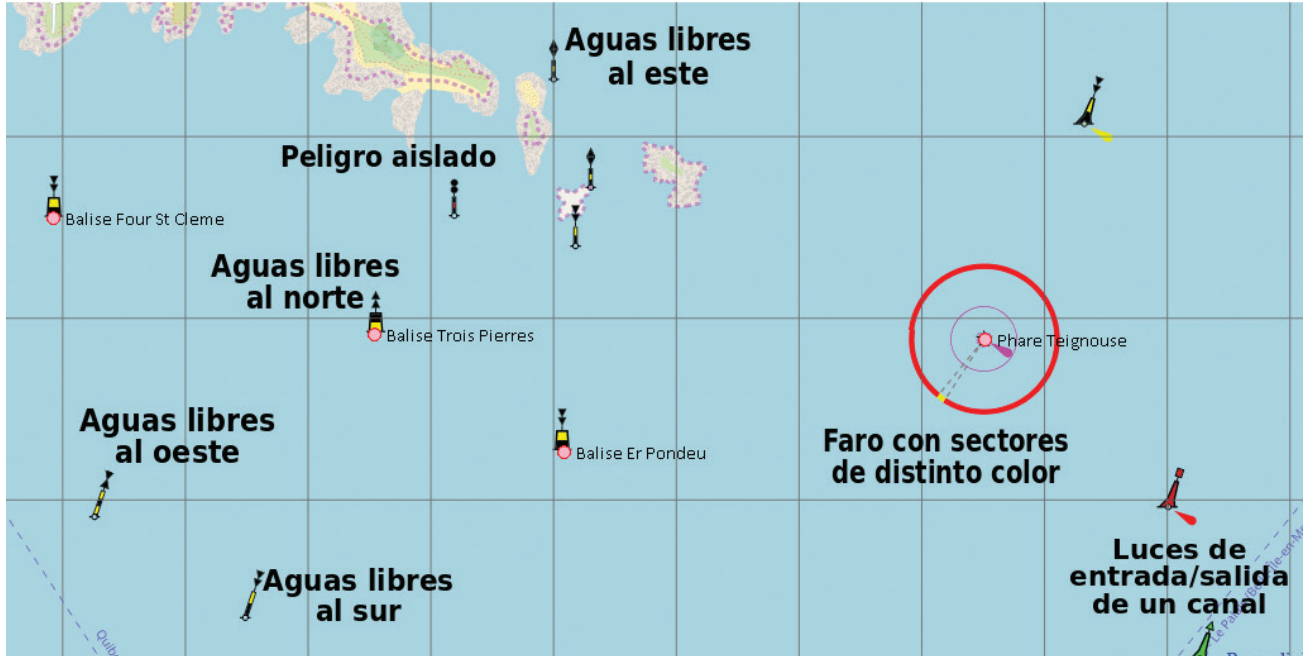 Aguas libres
al este
Peligro aislado
Balise Four St Cleme
Aguas libres
al norte
Balise Trois Pierres
Phare Teignouse
Aguas libres
al oeste
Balise Er Pondeu
Faro con sectores
de distinto color
Luces de
entrada/salida
de un canal
Aguas libres
al sur